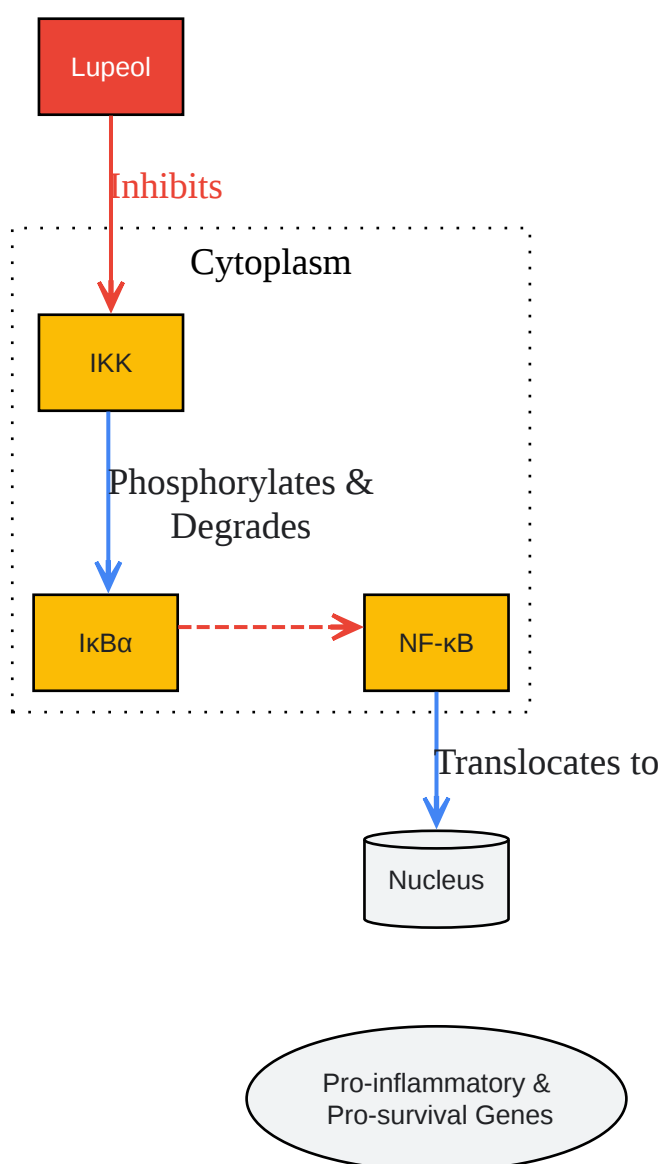 Lupeol
Inhibits
Cytoplasm
IKK
Phosphorylates &
Degrades
IκBα
NF-κB
Translocates to
Nucleus
Pro-inflammatory &
Pro-survival Genes